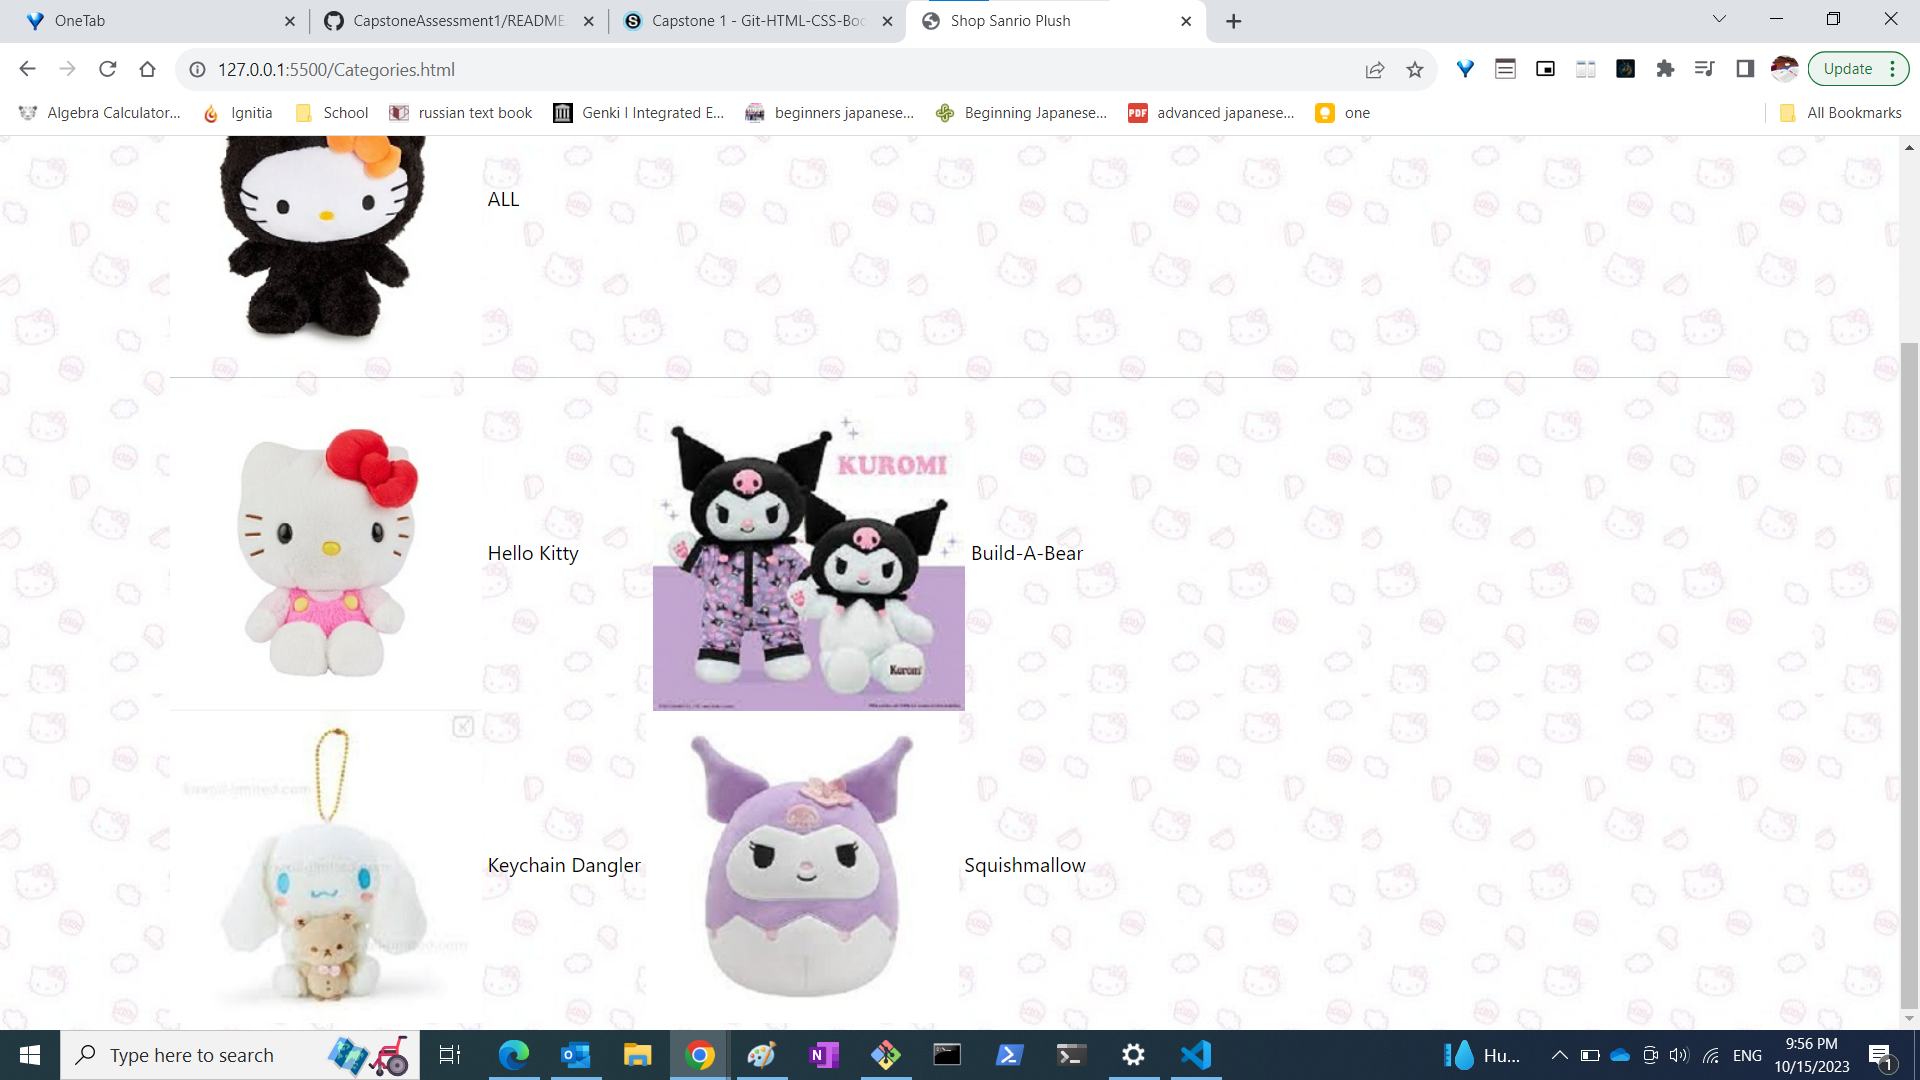 OneTab
CapstoneAssessment1/README.
Capstone 1 - Git-HTML-CSS-Boo
Shop Sanrio Plush
127.0.0.1:5500/Categories.html
Update
Algebra Calculator...
Ignitia
School
russian text book
Genki I Integrated E...
beginners japanese...
Beginning Japanese...
PDF
advanced japanese...
one
All Bookmarks
ALL
KUROMI
Hello Kitty
Build-A-Bear
Kuromi
Keychain Dangler
Squishmallow
Type here to search
Hu...
ENG
9:56 PM
10/15/2023
1